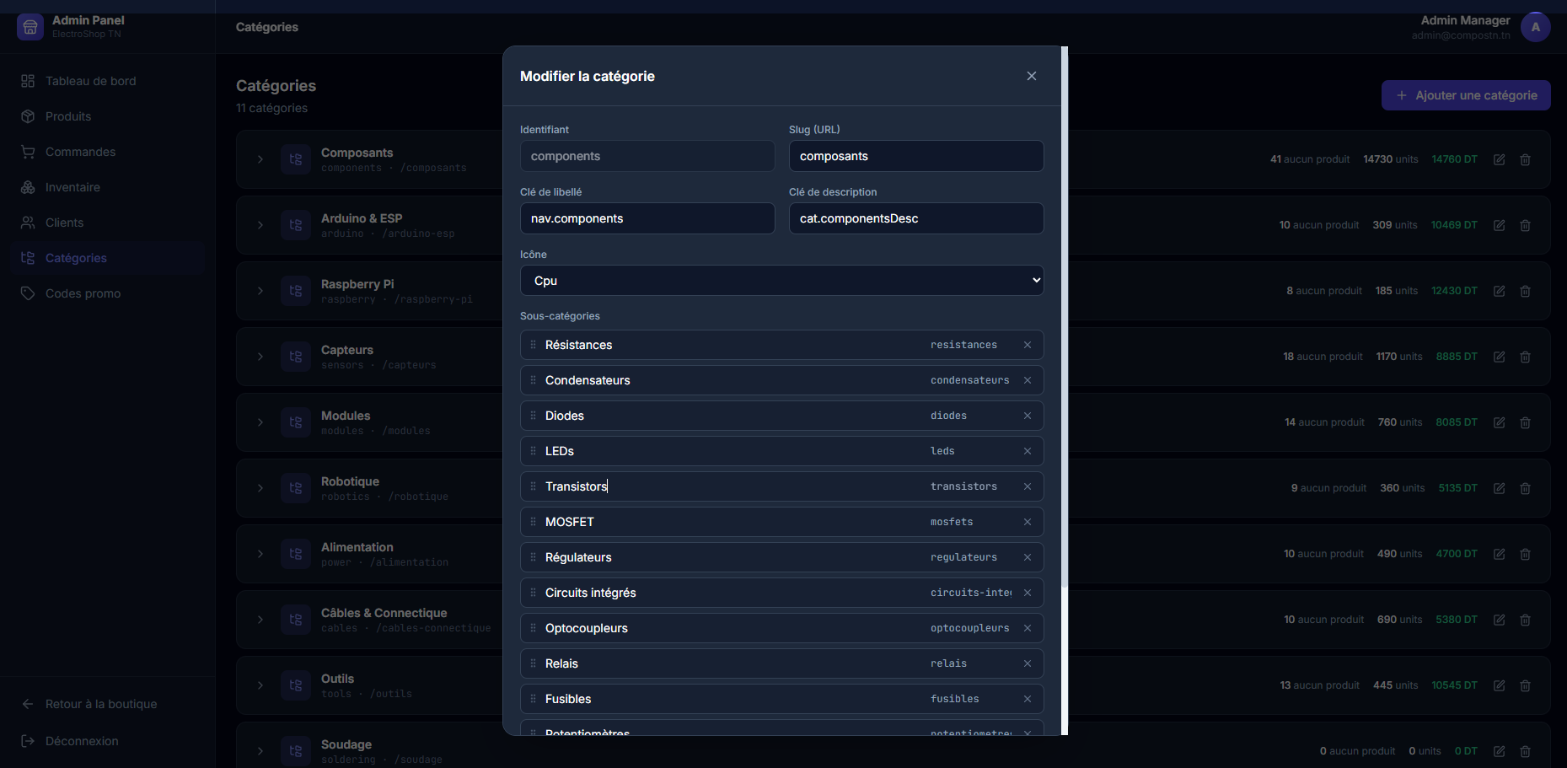 Admin Panel
ElectroShop TN
Tableau de bord
Produits
Commandes
Inventaire
Clients
Catégories
Codes promo
Retour à la boutique
Déconnexion
Catégories
Admin Manager
admin@compostn.tn
A
Catégories
11 catégories
Ajouter une catégorie
Composants
components · /composants
41 aucun produit 14730 units 14760 DT
Arduino & ESP
arduino · /arduino-esp
10 aucun produit 309 units 10469 DT
Raspberry Pi
raspberry · /raspberry-pi
8 aucun produit 185 units 12430 DT
Capteurs
sensors · /capteurs
18 aucun produit 1170 units 8885 DT
Modules
modules · /modules
14 aucun produit 760 units 8085 DT
Robotique
robotics · /robotique
9 aucun produit 360 units 5135 DT
Alimentation
power · /alimentation
10 aucun produit 490 units 4700 DT
Câbles & Connectique
cables · /cables-connectique
10 aucun produit 690 units 5380 DT
Outils
tools · /outils
13 aucun produit 445 units 10545 DT
Soudage
soldering · /soudage
0 aucun produit 0 units 0 DT
Modifier la catégorie
Identifiant Slug (URL)
components composants
Clé de libellé Clé de description
nav.components cat.componentsDesc
Icône
Cpu
Sous-catégories
Résistances resistances
Condensateurs condensateurs
Diodes diodes
LEDs leds
Transistors transistors
MOSFET mosfets
Régulateurs regulateurs
Circuits intégrés circuits-inte
Optocoupleurs optocoupleurs
Relais relais
Fusibles fusibles
Potentiomètres potentiometre